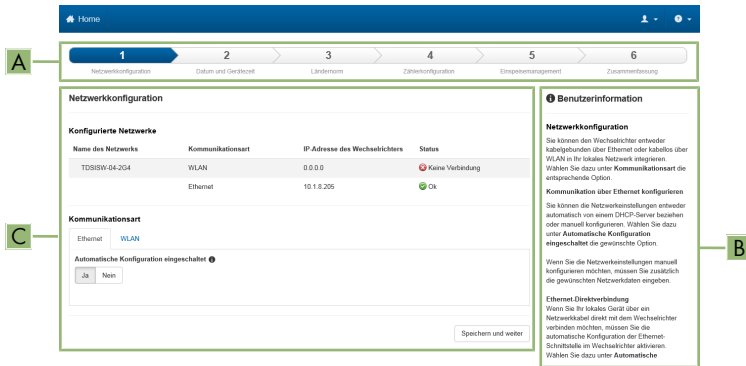 Home
A
1 2 3 4 5 6
Netzwerkkonfiguration Datum und Gerätezeit Ländernorm Zählerkonfiguration Einspeisemanagement Zusammenfassung
C
Netzwerkkonfiguration
Konfigurierte Netzwerke
Name des Netzwerks Kommunikationsart IP-Adresse des Wechselrichters Status
TDSISW-04-2G4 WLAN 0.0.0.0 Keine Verbindung
Ethernet 10.1.8.205 Ok
Kommunikationsart
Ethernet WLAN
Automatische Konfiguration eingeschaltet
Ja Nein
Speichern und weiter
B
Benutzerinformation
Netzwerkkonfiguration
Sie können den Wechselrichter entweder
kabelgebunden über Ethernet oder kabellos über
WLAN in Ihr lokales Netzwerk integrieren.
Wählen Sie dazu unter Kommunikationsart die
entsprechende Option.
Kommunikation über Ethernet konfigurieren
Sie können die Netzwerkeinstellungen entweder
automatisch von einem DHCP-Server beziehen
oder manuell konfigurieren. Wählen Sie dazu
unter Automatische Konfiguration
eingeschaltet die gewünschte Option.
Wenn Sie die Netzwerkeinstellungen manuell
konfigurieren möchten, müssen Sie zusätzlich
die gewünschten Netzwerkdaten eingeben.
Ethernet-Direktverbindung
Wenn Sie Ihr lokales Gerät über ein
Netzwerkkabel direkt mit dem Wechselrichter
verbinden möchten, müssen Sie die
automatische Konfiguration der Ethernet-
Schnittstelle im Wechselrichter aktivieren.
Wählen Sie dazu unter Automatische